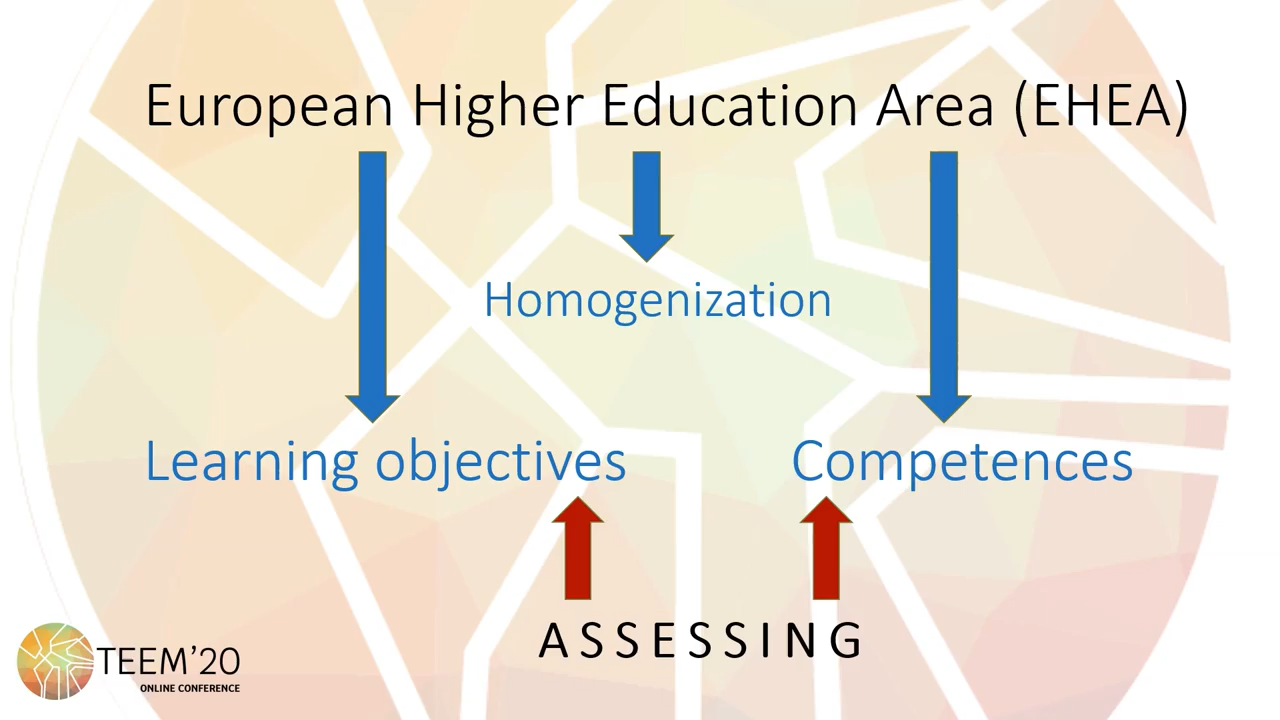 European Higher Education Area (EHEA)
Homogenization
Learning objectives
Competences
ASSESSING
TEEM'20
ONLINE CONFERENCE